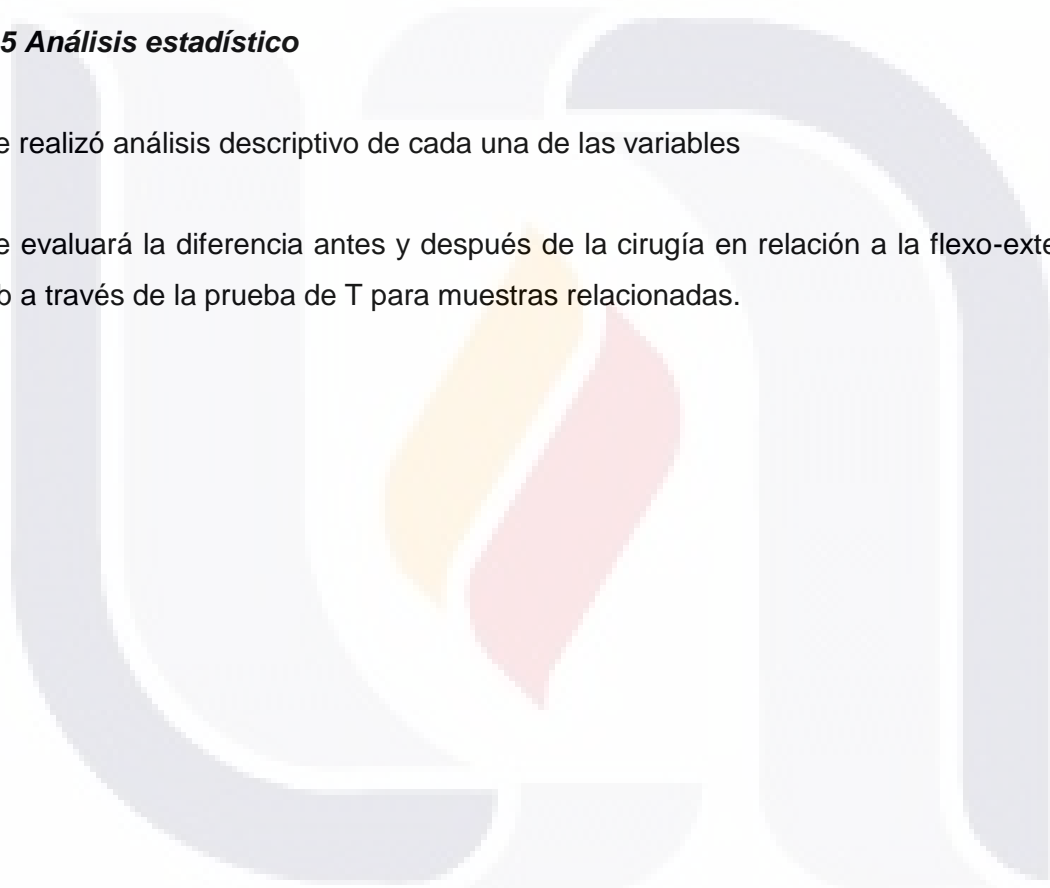 5 Análisis estadístico
e realizó análisis descriptivo de cada una de las variables
e evaluará la diferencia antes y después de la cirugía en relación a la flexo-exte
o a través de la prueba de T para muestras relacionadas.